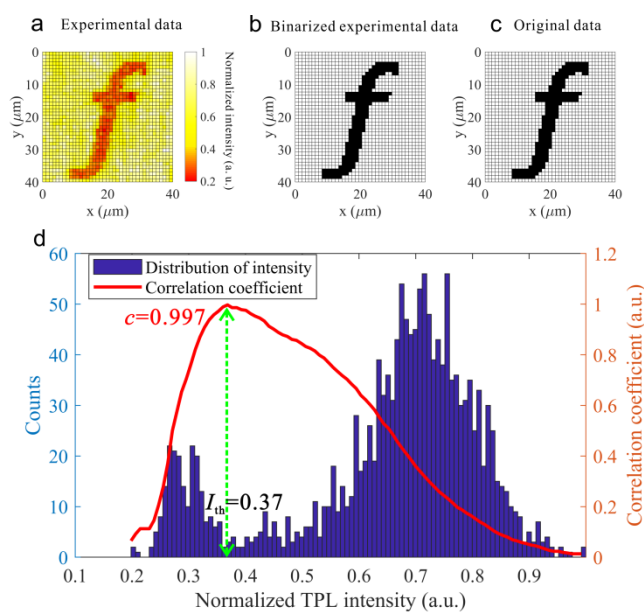 a Experimental data
b Binarized experimental data
c Original data
0
10
20
30
40
y (μm)
0 20 40
x (μm)
1
0.8
0.6
0.4
0.2
Normalized intensity (a. u.)
f
0
10
20
30
40
y (μm)
0 20 40
x (μm)
f
0
10
20
30
40
y (μm)
0 20 40
x (μm)
f
d
Distribution of intensity
Correlation coefficient
c=0.997
Ith=0.37
60
50
40
30
20
10
0
Counts
1.2
1
0.8
0.6
0.4
0.2
0
Correlation coefficient (a.u.)
0.1 0.2 0.3 0.4 0.5 0.6 0.7 0.8 0.9
Normalized TPL intensity (a.u.)